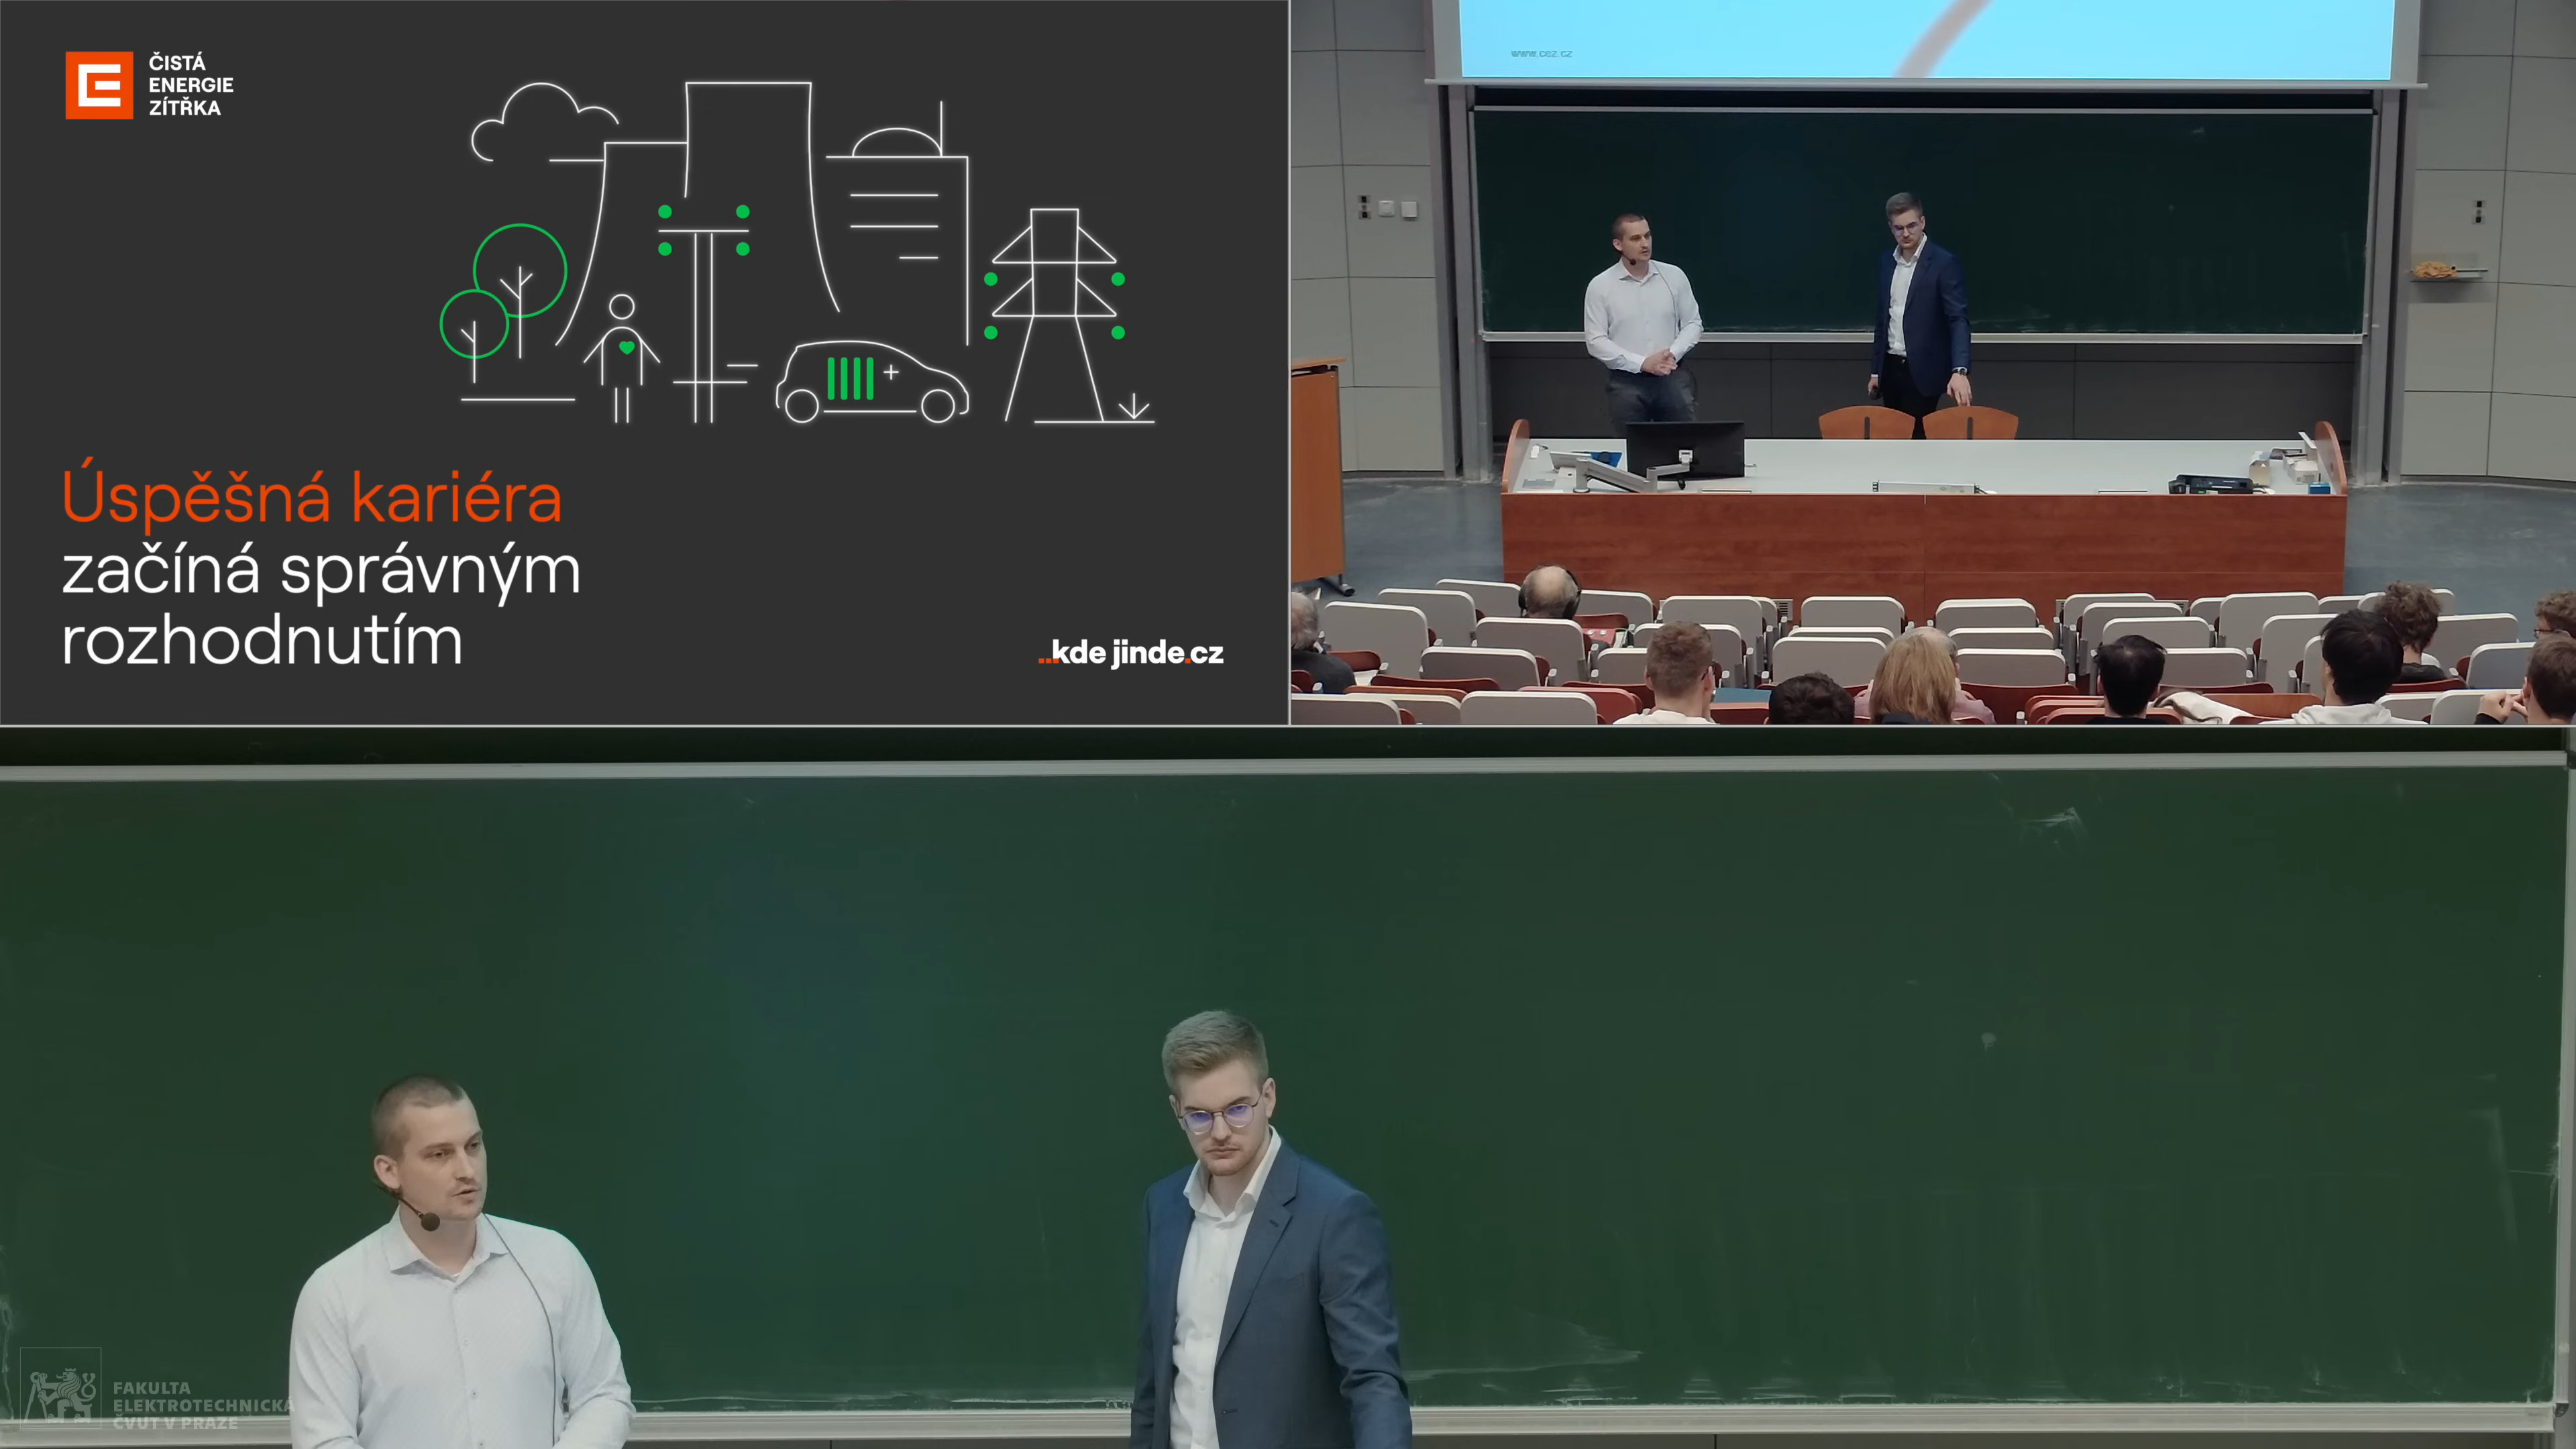 ČISTÁ
ENERGIE
ZÍTŘKA
Úspěšná kariéra
začíná správným
rozhodnutím
...kde jinde.cz
www.cez.cz
FAKULTA
ELEKTROTECHNICKÁ
ČVUT V PRAZE